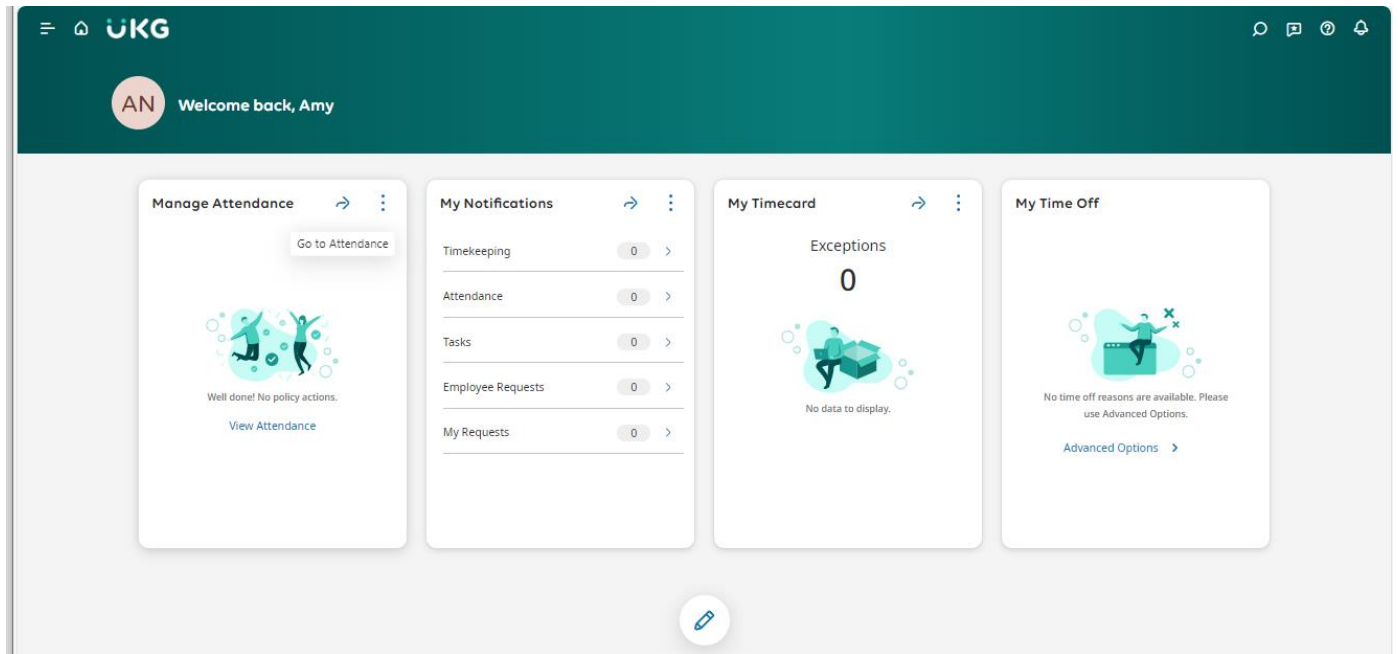 UKG
AN
Welcome back, Amy
Manage Attendance
Go to Attendance
Well done! No policy actions.
View Attendance
My Notifications
Timekeeping 0
Attendance 0
Tasks 0
Employee Requests 0
My Requests 0
My Timecard
Exceptions
0
No data to display.
My Time Off
No time off reasons are available. Please
use Advanced Options.
Advanced Options